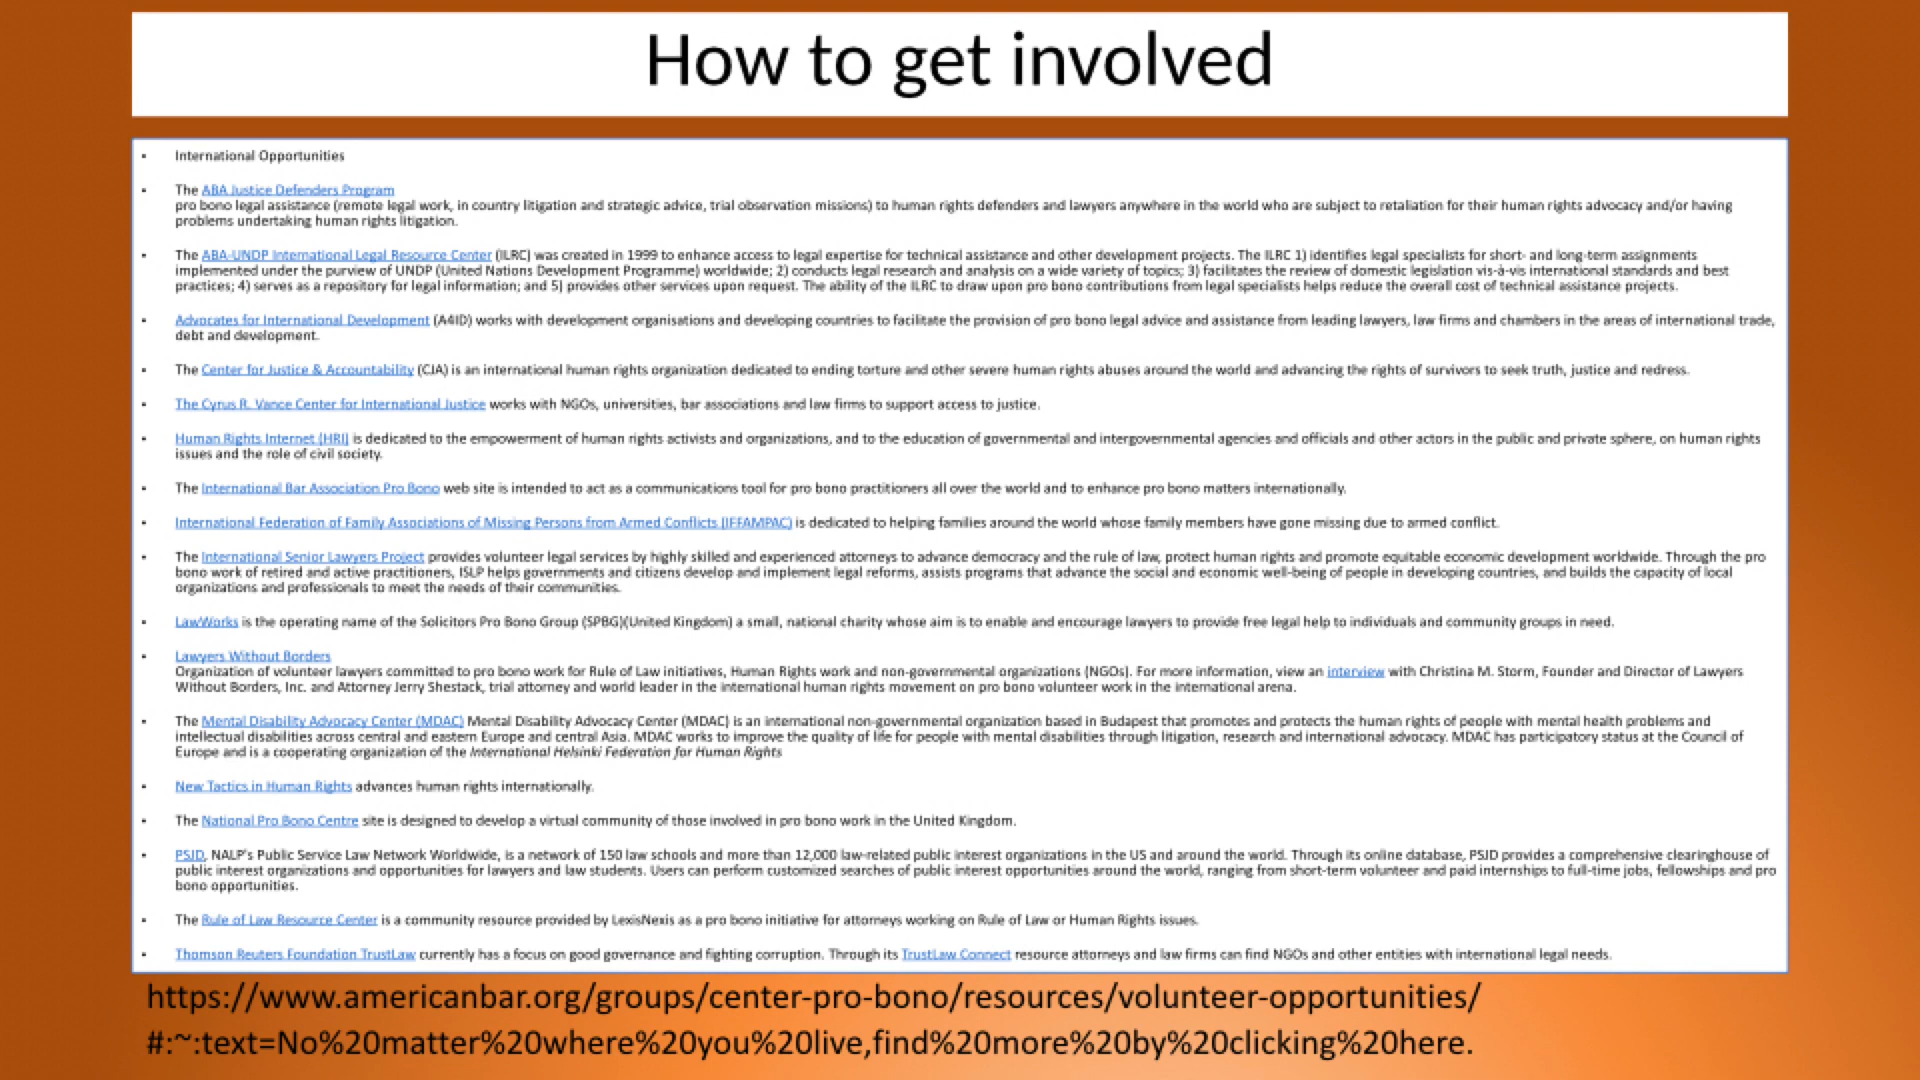 How to get involved
International Opportunities
The ABA Justice Defenders Program
pro bono legal assistance (remote legal work, in country litigation and strategic advice, trial observation missions) to human rights defenders and lawyers anywhere in the world who are subject to retaliation for their human rights advocacy and/or having
problems undertaking human rights litigation.
The ABA-UNDP International Legal Resource Center (ILRC) was created in 1999 to enhance access to legal expertise for technical assistance and other development projects. The ILRC 1) identifies legal specialists for short- and long-term assignments
implemented under the purview of UNDP (United Nations Development Programme) worldwide; 2) conducts legal research and analysis on a wide variety of topics; 3) facilitates the review of domestic legislation vis-à-vis international standards and best
practices; 4) serves as a repository for legal information; and 5) provides other services upon request. The ability of the ILRC to draw upon pro bono contributions from legal specialists helps reduce the overall cost of technical assistance projects.
Advocates for International Development (A4ID) works with development organisations and developing countries to facilitate the provision of pro bono legal advice and assistance from leading lawyers, law firms and chambers in the areas of international trade,
debt and development.
The Center for Justice & Accountability (CJA) is an international human rights organization dedicated to ending torture and other severe human rights abuses around the world and advancing the rights of survivors to seek truth, justice and redress.
The Cyrus R. Vance Center for International Justice works with NGOs, universities, bar associations and law firms to support access to justice.
Human Rights Internet (HRI) is dedicated to the empowerment of human rights activists and organizations, and to the education of governmental and intergovernmental agencies and officials and other actors in the public and private sphere, on human rights
issues and the role of civil society.
The International Bar Association Pro Bono web site is intended to act as a communications tool for pro bono practitioners all over the world and to enhance pro bono matters internationally.
International Federation of Family Associations of Missing Persons from Armed Conflicts (IFFAMPAC) is dedicated to helping families around the world whose family members have gone missing due to armed conflict.
The International Senior Lawyers Project provides volunteer legal services by highly skilled and experienced attorneys to advance democracy and the rule of law, protect human rights and promote equitable economic development worldwide. Through the pro
bono work of retired and active practitioners, ISLP helps governments and citizens develop and implement legal reforms, assists programs that advance the social and economic well-being of people in developing countries, and builds the capacity of local
organizations and professionals to meet the needs of their communities.
LawWorks is the operating name of the Solicitors Pro Bono Group (SPBG)(United Kingdom) a small, national charity whose aim is to enable and encourage lawyers to provide free legal help to individuals and community groups in need.
Lawyers Without Borders
Organization of volunteer lawyers committed to pro bono work for Rule of Law initiatives, Human Rights work and non-governmental organizations (NGOs). For more information, view an interview with Christina M. Storm, Founder and Director of Lawyers
Without Borders, Inc. and Attorney Jerry Shestack, trial attorney and world leader in the international human rights movement on pro bono volunteer work in the international arena.
The Mental Disability Advocacy Center (MDAC) Mental Disability Advocacy Center (MDAC) is an international non-governmental organization based in Budapest that promotes and protects the human rights of people with mental health problems and
intellectual disabilities across central and eastern Europe and central Asia. MDAC works to improve the quality of life for people with mental disabilities through litigation, research and international advocacy. MDAC has participatory status at the Council of
Europe and is a cooperating organization of the International Helsinki Federation for Human Rights
New Tactics in Human Rights advances human rights internationally.
The National Pro Bono Centre site is designed to develop a virtual community of those involved in pro bono work in the United Kingdom.
PSJD, NALP's Public Service Law Network Worldwide, is a network of 150 law schools and more than 12,000 law-related public interest organizations in the US and around the world. Through its online database, PSJD provides a comprehensive clearinghouse of
public interest organizations and opportunities for lawyers and law students. Users can perform customized searches of public interest opportunities around the world, ranging from short-term volunteer and paid internships to full-time jobs, fellowships and pro
bono opportunities.
The Rule of Law Resource Center is a community resource provided by LexisNexis as a pro bono initiative for attorneys working on Rule of Law or Human Rights issues.
Thomson Reuters Foundation TrustLaw currently has a focus on good governance and fighting corruption. Through its TrustLaw Connect resource attorneys and law firms can find NGOs and other entities with international legal needs.
https://www.americanbar.org/groups/center-pro-bono/resources/volunteer-opportunities/
#:~:text=No%20matter%20where%20you%20live,find%20more%20by%20clicking%20here.